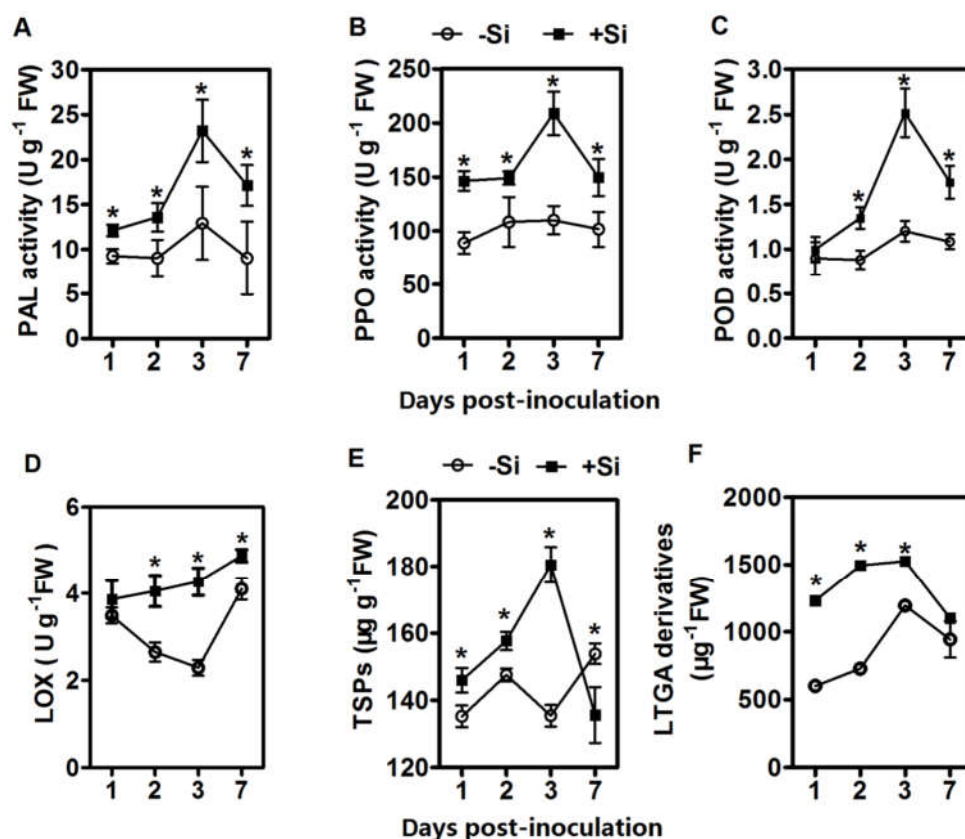 A
B
-Si
+Si
C
PAL activity (U g-1 FW)
30
25
20
15
10
5
0
*
*
*
*
1 2 3 7
PPO activity (U g-1 FW)
250
200
150
100
50
0
*
*
*
*
1 2 3 7
POD activity (U g-1 FW)
3.0
2.5
2.0
1.5
1.0
0.5
0.0
*
*
*
1 2 3 7
Days post-inoculation
D
E
-Si
+Si
F
LOX ( U g-1FW )
6
4
2
0
*
*
*
1 2 3 7
TSPs (µg g-1FW)
200
180
160
140
120
*
*
*
*
1 2 3 7
LTGA derivatives
(µg-1FW)
2000
1500
1000
500
0
*
*
*
1 2 3 7
Days post-inoculation